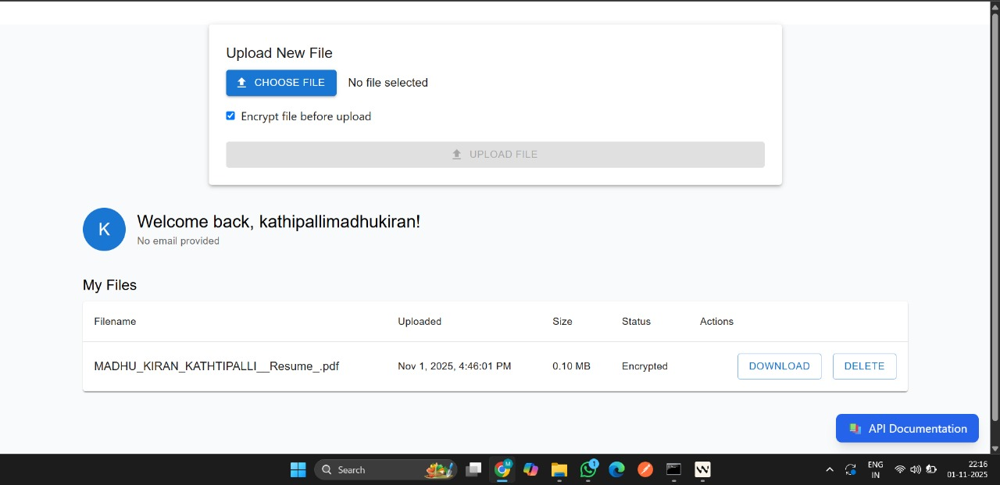 Upload New File
CHOOSE FILE No file selected
Encrypt file before upload
UPLOAD FILE
K
Welcome back, kathipallimadhukiran!
No email provided
My Files
Filename Uploaded Size Status Actions
MADHU_KIRAN_KATHTIPALLI__Resume_.pdf Nov 1, 2025, 4:46:01 PM 0.10 MB Encrypted DOWNLOAD DELETE
API Documentation
Search M 1 ENG 22:16
IN 01-11-2025